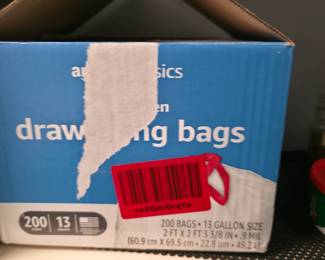 am sics
en
draw ng bags
200 13
200 BAGS • 13 GALLON SIZE
2 FT X 2 FT 3 3/8 IN • .9 MIL
(60.9 cm X 69.5 cm • 22.8 um • 49.2 L)